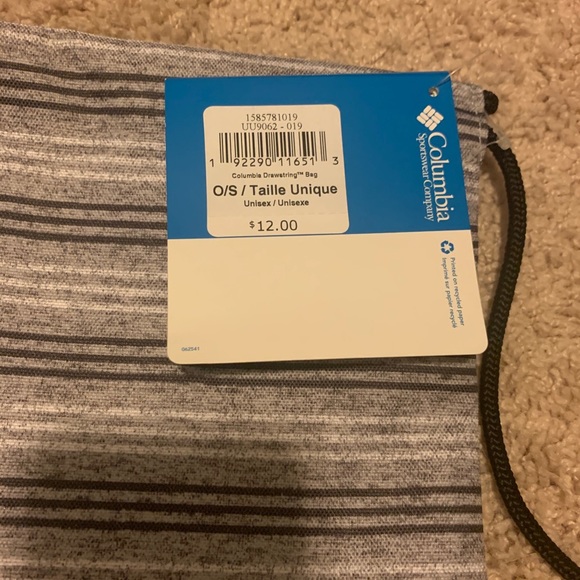 1585781019
UU9062 - 019
1 92290 11651 3
Columbia Drawstring™ Bag
O/S / Taille Unique
Unisex / Unisexe
$12.00
Columbia
Sportswear Company
Printed on recycled paper
Imprimé sur papier recyclé
062541